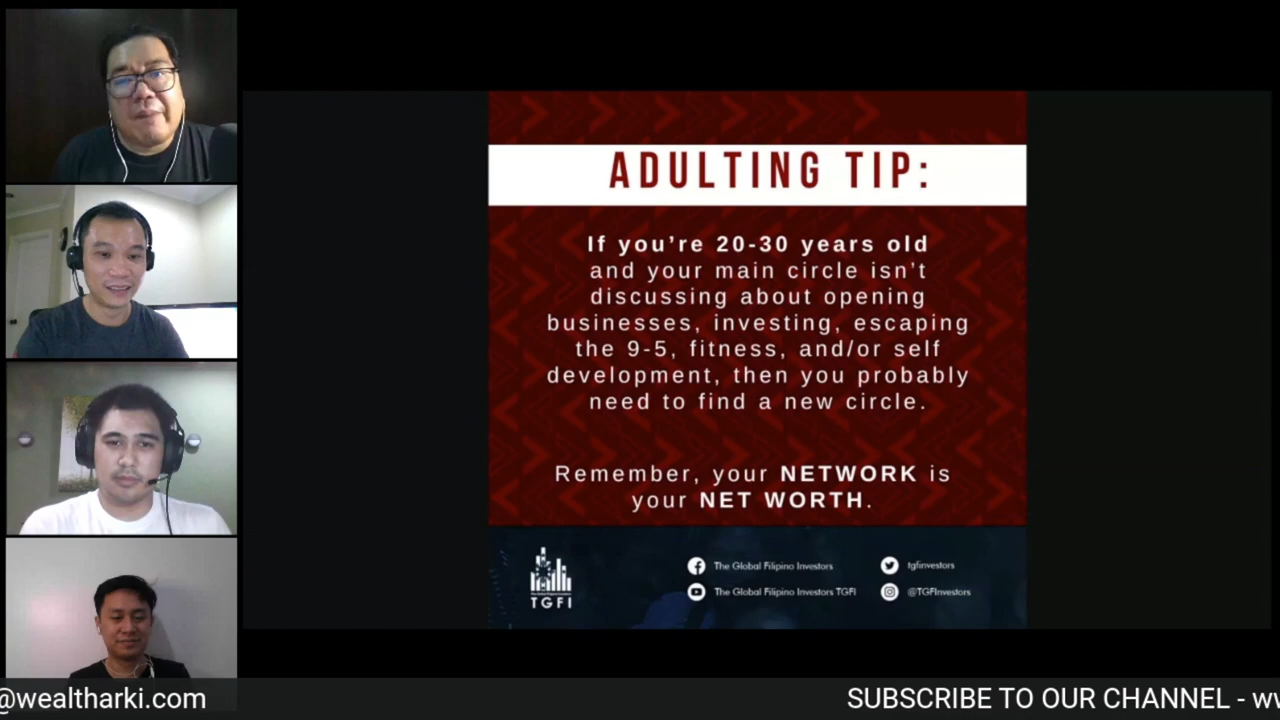 ADULTING TIP:
If you're 20-30 years old
and your main circle isn't
discussing about opening
businesses, investing, escaping
the 9-5, fitness, and/or self
development, then you probably
need to find a new circle.
Remember, your NETWORK is
your NET WORTH.
TGFI
The Global Filipino Investors
The Global Filipino Investors TGFI
tgfinvestors
@TGFInvestors
@wealtharki.com
SUBSCRIBE TO OUR CHANNEL -